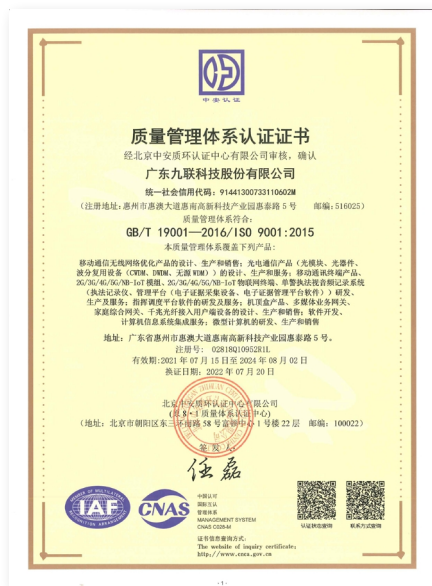 中安认证
质量管理体系认证证书
经北京中安质环认证中心有限公司审核，确认
广东九联科技股份有限公司
统一社会信用代码：91441300733110602M
（注册地址：惠州市惠澳大道惠南高新科技产业园惠泰路5号 邮编：516025）
质量管理体系符合：
GB/T 19001—2016/ISO 9001:2015
本质量管理体系覆盖下列产品：
移动通信无线网络优化产品的设计、生产和销售；光电通信产品（光模块、光器件、
波分复用设备（CWDM、DWDM、无源WDM））的设计、生产和服务；移动通讯终端产品、
2G/3G/4G/5G/NB-IoT模组、2G/3G/4G/5G/NB-IoT物联网终端、单警执法视音频记录系统
（执法记录仪、管理平台（电子证据采集设备、电子证据管理平台软件））研发、
生产及服务；指挥调度平台软件的研发及服务；机顶盒产品、多媒体业务网关、
家庭综合网关、千兆光纤接入用户端设备的设计、生产和销售；软件开发、
计算机信息系统集成服务；微型计算机的研发、生产和销售
地址：广东省惠州市惠澳大道惠南高新科技产业园惠泰路5号。
注册号：02818Q10952R1L
有效期：2021年07月15日至2024年08月02日
换证日期：2022年07月20日
北京中安质环认证中心有限公司
（原8·1质量体系认证中心）
（地址：北京市朝阳区东三环南路58号富顿中心1号楼22层 邮编：100022）
签发人
任磊
IAF
CNAS
中国认可
国际互认
管理体系
MANAGEMENT SYSTEM
CNAS C028-M
认证状态查询
联系方式查询
证书信息查询方式：
The website of inquiry certificate:
http://www.cnca.gov.cn
-1-